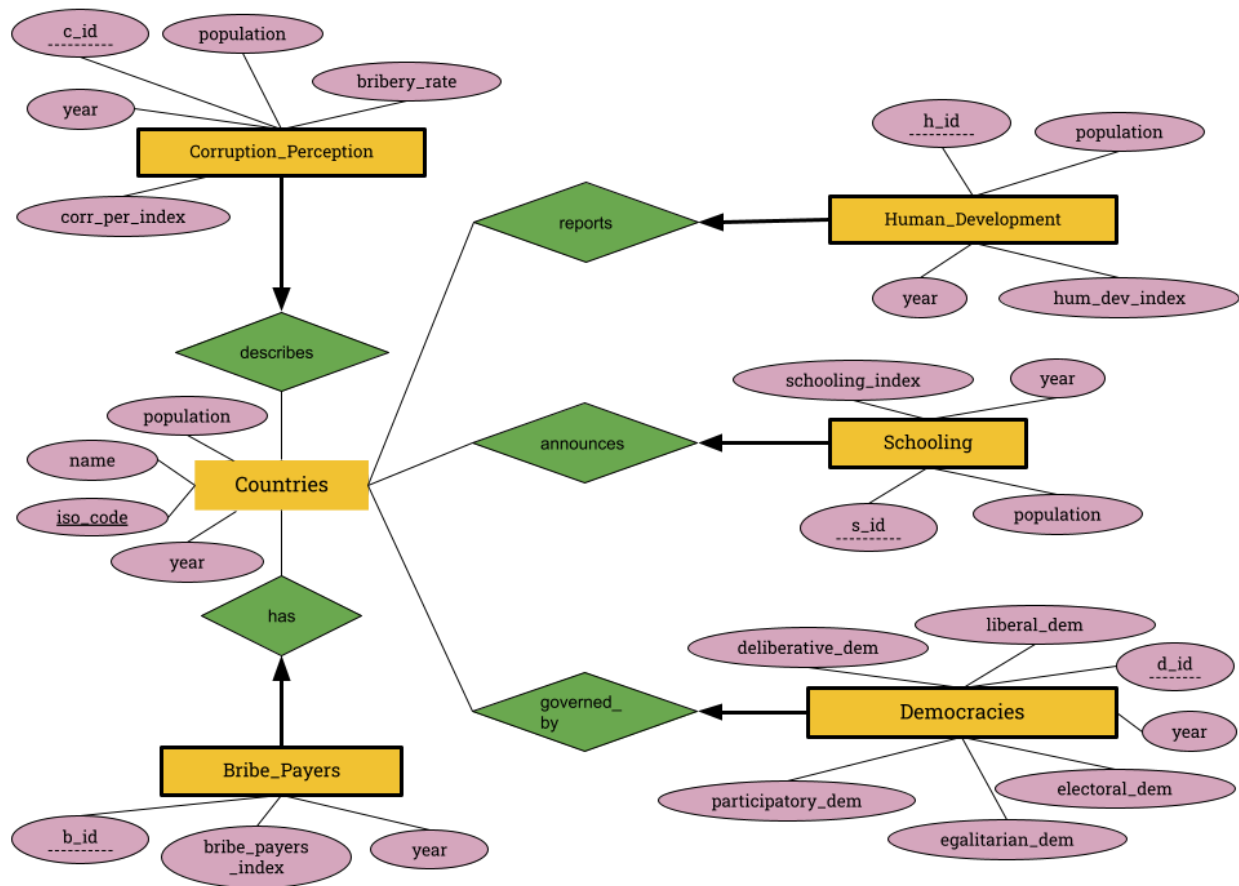 c_id
population
bribery_rate
year
Corruption_Perception
corr_per_index
describes
population
name
Countries
iso_code
year
has
Bribe_Payers
b_id
bribe_payers
_index
year
reports
h_id
population
Human_Development
year
hum_dev_index
announces
schooling_index
year
Schooling
s_id
population
governed_
by
deliberative_dem
liberal_dem
d_id
Democracies
year
participatory_dem
electoral_dem
egalitarian_dem